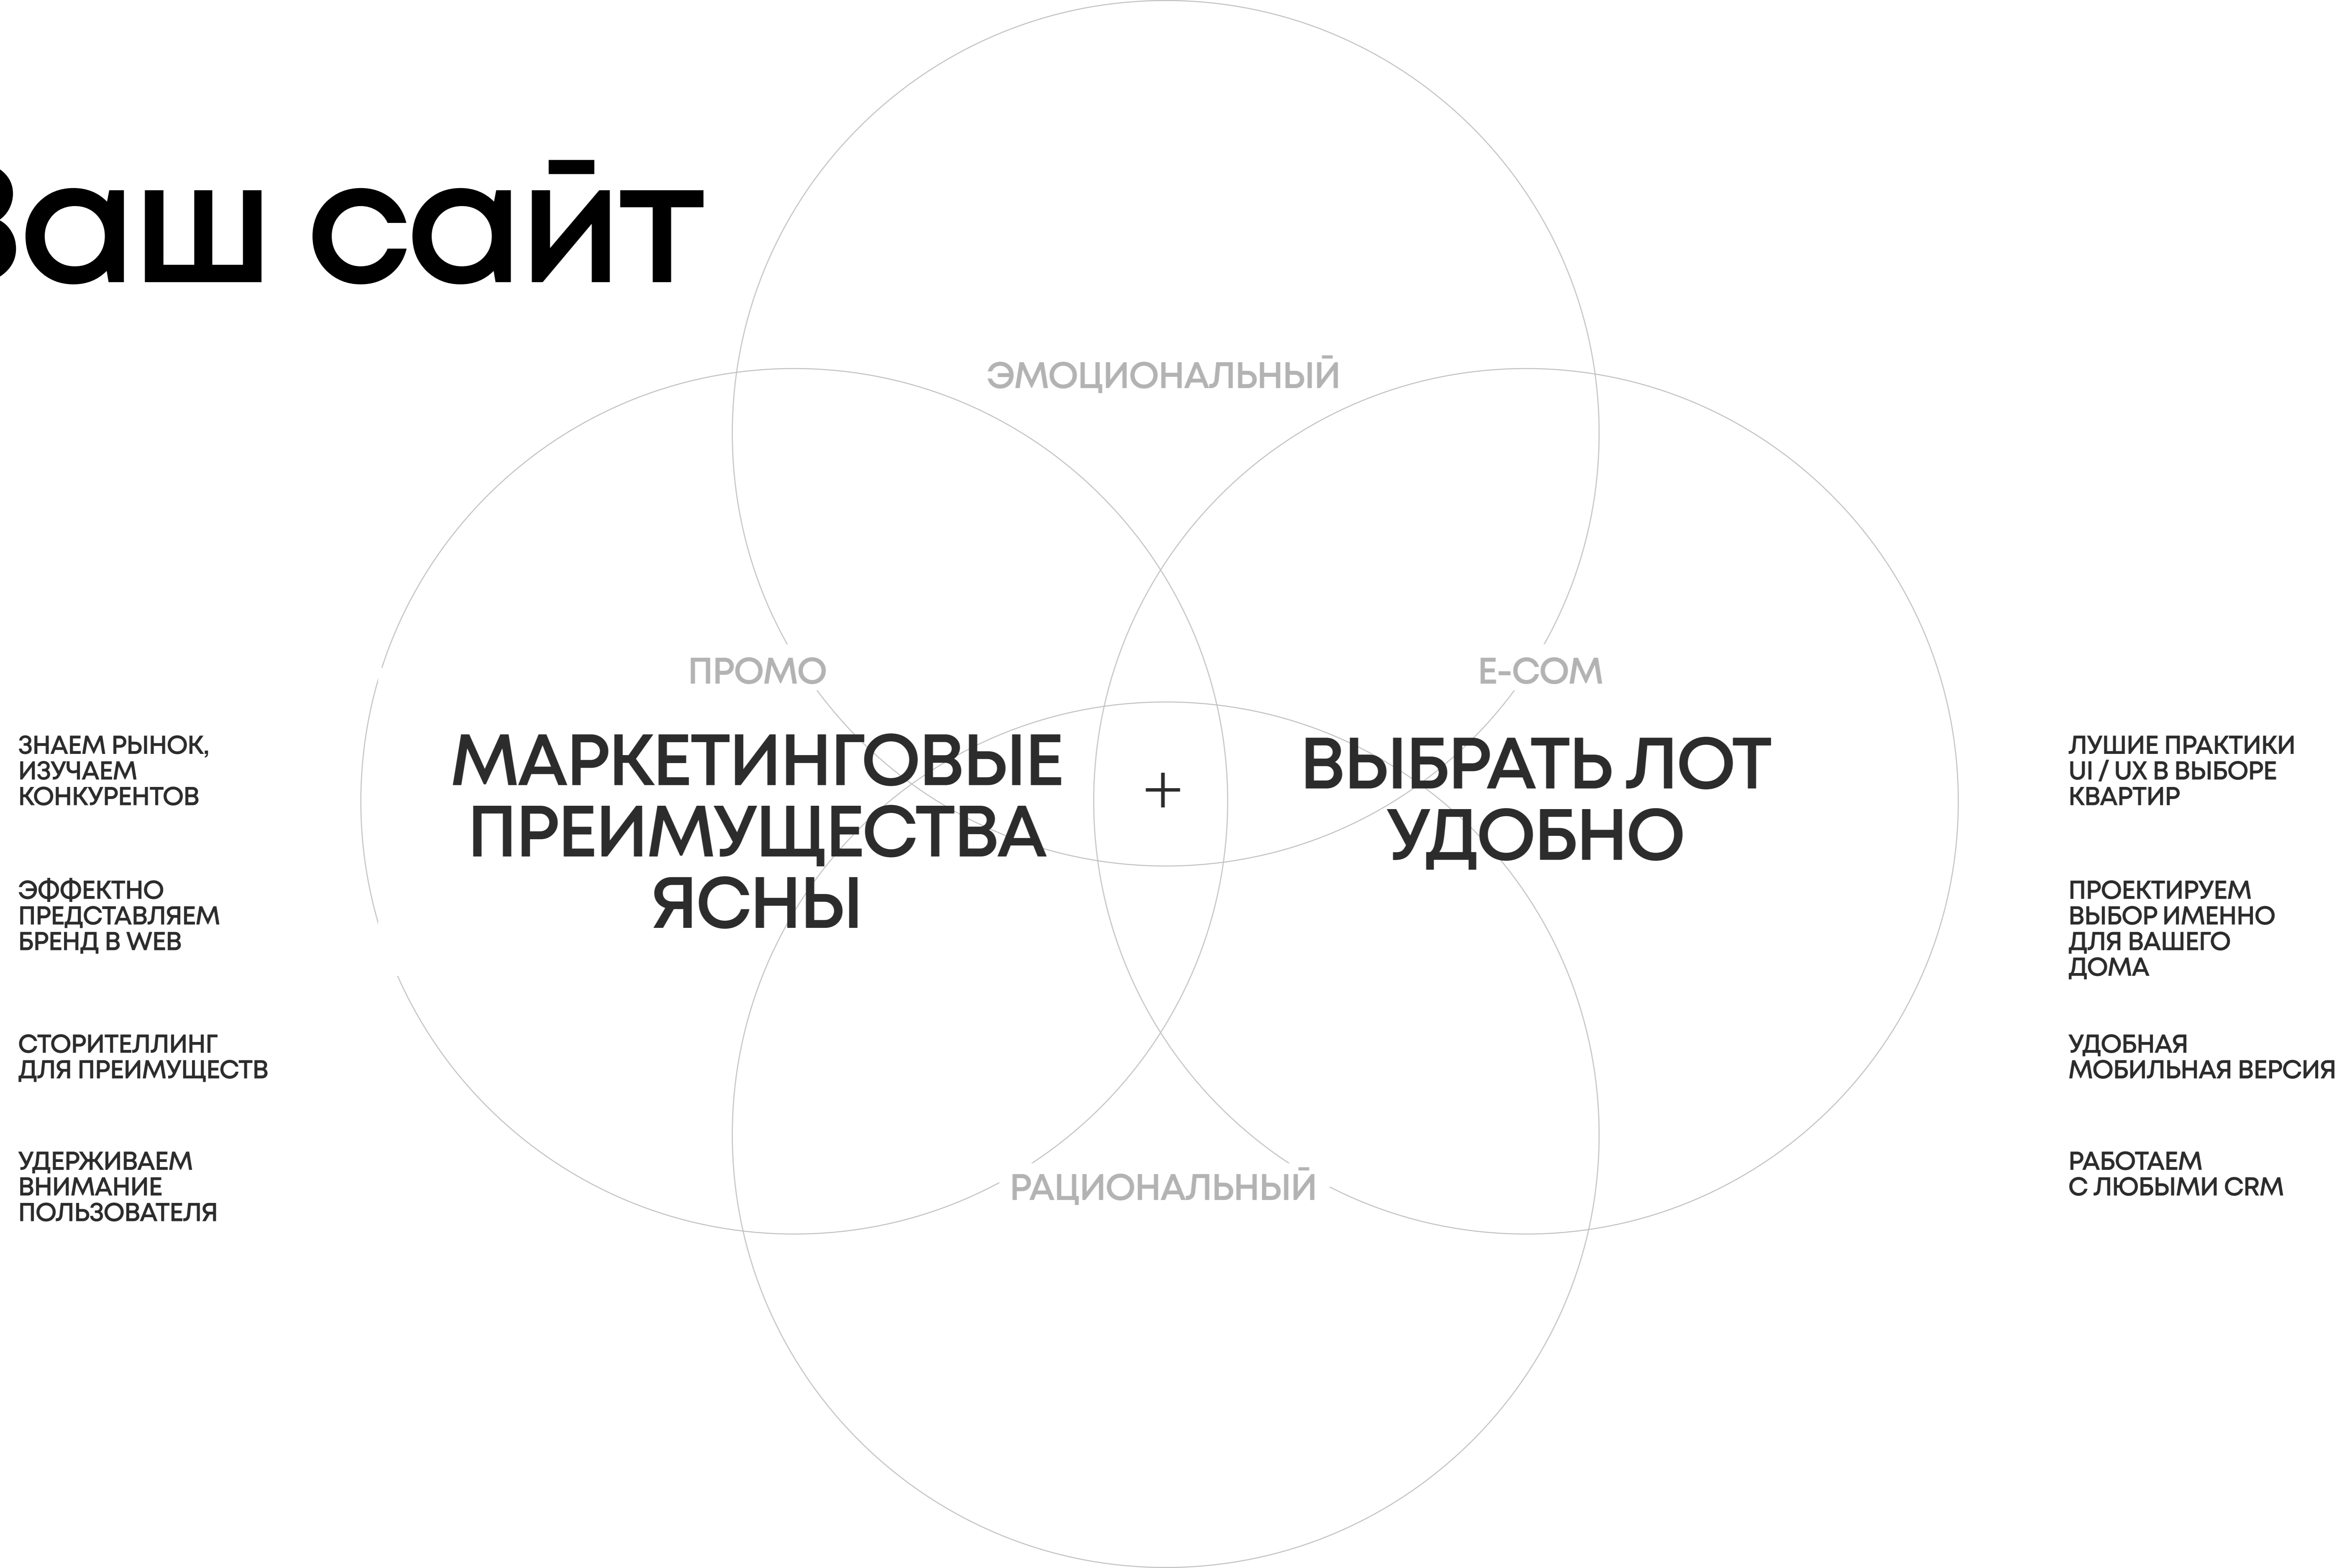 Ваш сайт
ЭМОЦИОНАЛЬНЫЙ
ПРОМО
E-COM
МАРКЕТИНГОВЫЕ
ПРЕИМУЩЕСТВА
ЯСНЫ
+
ВЫБРАТЬ ЛОТ
УДОБНО
РАЦИОНАЛЬНЫЙ
ЗНАЕМ РЫНОК,
ИЗУЧАЕМ
КОНКУРЕНТОВ
ЭФФЕКТНО
ПРЕДСТАВЛЯЕМ
БРЕНД В WEB
СТОРИТЕЛЛИНГ
ДЛЯ ПРЕИМУЩЕСТВ
УДЕРЖИВАЕМ
ВНИМАНИЕ
ПОЛЬЗОВАТЕЛЯ
ЛУШИЕ ПРАКТИКИ
UI / UX В ВЫБОРЕ
КВАРТИР
ПРОЕКТИРУЕМ
ВЫБОР ИМЕННО
ДЛЯ ВАШЕГО
ДОМА
УДОБНАЯ
МОБИЛЬНАЯ ВЕРСИЯ
РАБОТАЕМ
С ЛЮБЫМИ CRM